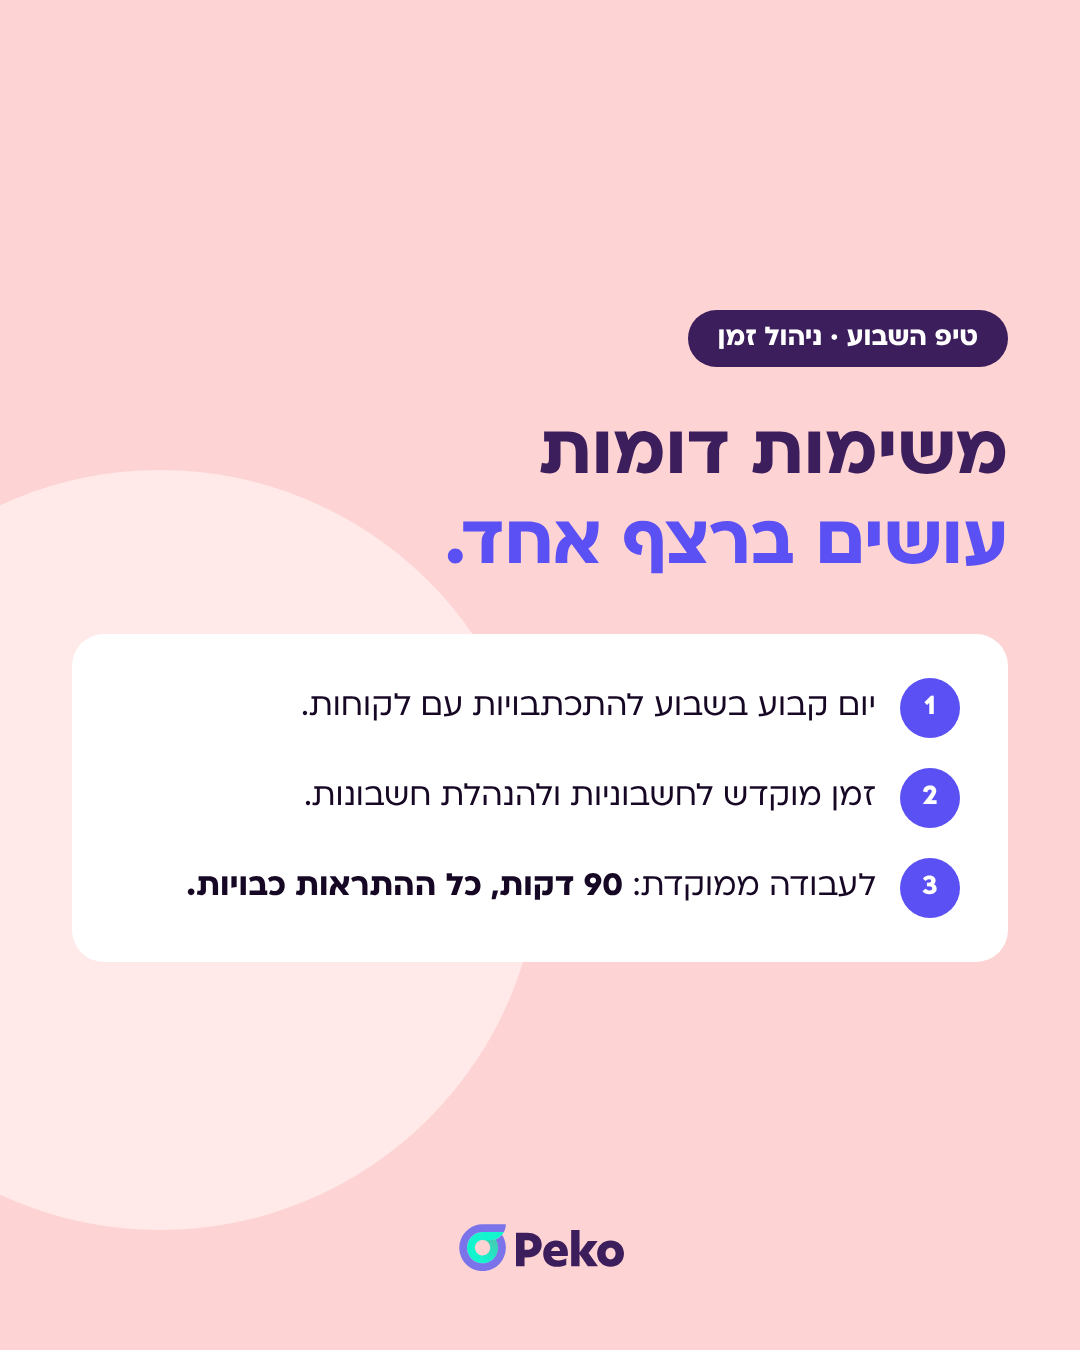 טיפ השבוע • ניהול זמן
משימות דומות
עושים ברצף אחד.
1 יום קבוע בשבוע להתכתבויות עם לקוחות.
2 זמן מוקדש לחשבוניות ולהנהלת חשבונות.
3 לעבודה ממוקדת: 90 דקות, כל ההתראות כבויות.
Peko